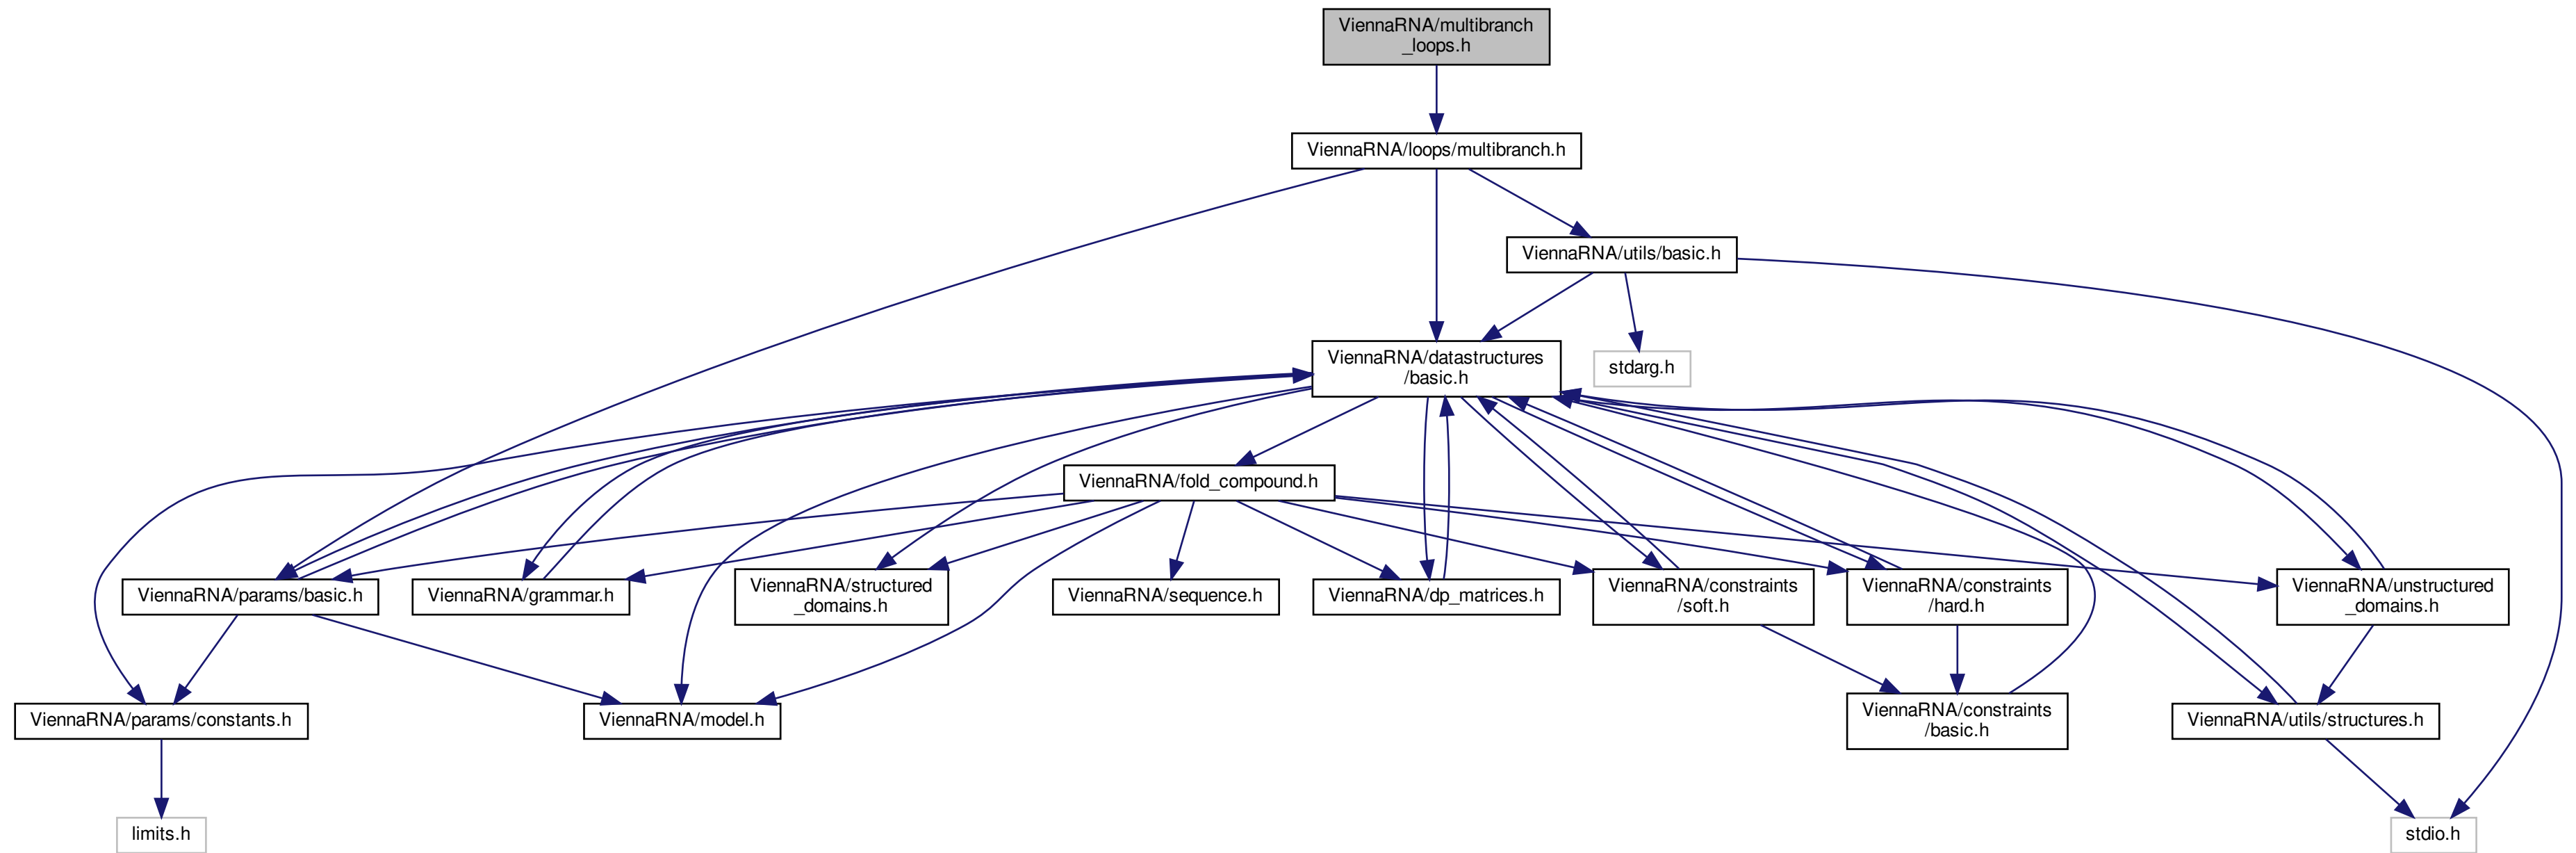 ViennaRNA/multibranch
_loops.h
ViennaRNA/loops/multibranch.h
ViennaRNA/utils/basic.h
ViennaRNA/datastructures
/basic.h
stdarg.h
ViennaRNA/fold_compound.h
ViennaRNA/params/basic.h
ViennaRNA/grammar.h
ViennaRNA/structured
_domains.h
ViennaRNA/sequence.h
ViennaRNA/dp_matrices.h
ViennaRNA/constraints
/soft.h
ViennaRNA/constraints
/hard.h
ViennaRNA/unstructured
_domains.h
ViennaRNA/params/constants.h
ViennaRNA/model.h
ViennaRNA/constraints
/basic.h
ViennaRNA/utils/structures.h
limits.h
stdio.h